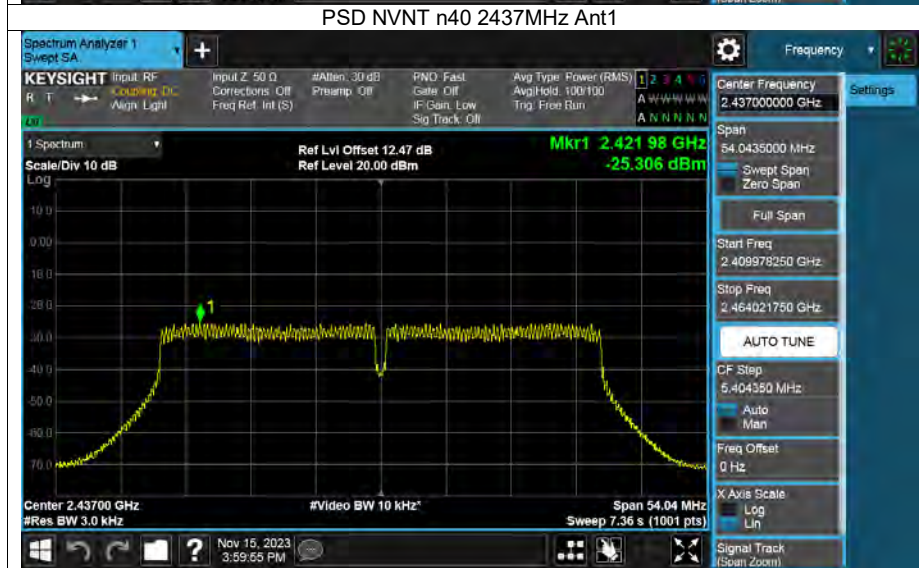 (Span Zoom)
PSD NVNT n40 2437MHz Ant1
Spectrum Analyzer 1
Swept SA
+
Frequency
KEYSIGHT Input: RF
R T
Coupling: DC
Align: Light
Input Z: 50 Ω
Corrections: Off
Freq Ref: Int (S)
#Atten: 30 dB
Preamp: Off
PNO: Fast
Gate: Off
IF Gain: Low
Sig Track: Off
Avg Type: Power (RMS)
Avg|Hold: 100/100
Trig: Free Run
1 2 3 4 5 6
A W W W W W
A N N N N N
Center Frequency
2.437000000 GHz
Settings
1 Spectrum
Ref Lvl Offset 12.47 dB
Mkr1 2.421 98 GHz
Scale/Div 10 dB
Ref Level 20.00 dBm
-25.306 dBm
Log
Span
54.0435000 MHz
Swept Span
Zero Span
Full Span
Start Freq
2.409978250 GHz
Stop Freq
2.464021750 GHz
AUTO TUNE
CF Step
5.404350 MHz
Auto
Man
Freq Offset
0 Hz
X Axis Scale
Log
Lin
Signal Track
(Span Zoom)
10.0
0.00
-40.0
-50.0
-60.0
-70.0
1
Center 2.43700 GHz
#Video BW 10 kHz*
Span 54.04 MHz
#Res BW 3.0 kHz
Sweep 7.36 s (1001 pts)
?
Nov 15, 2023
3:59:55 PM